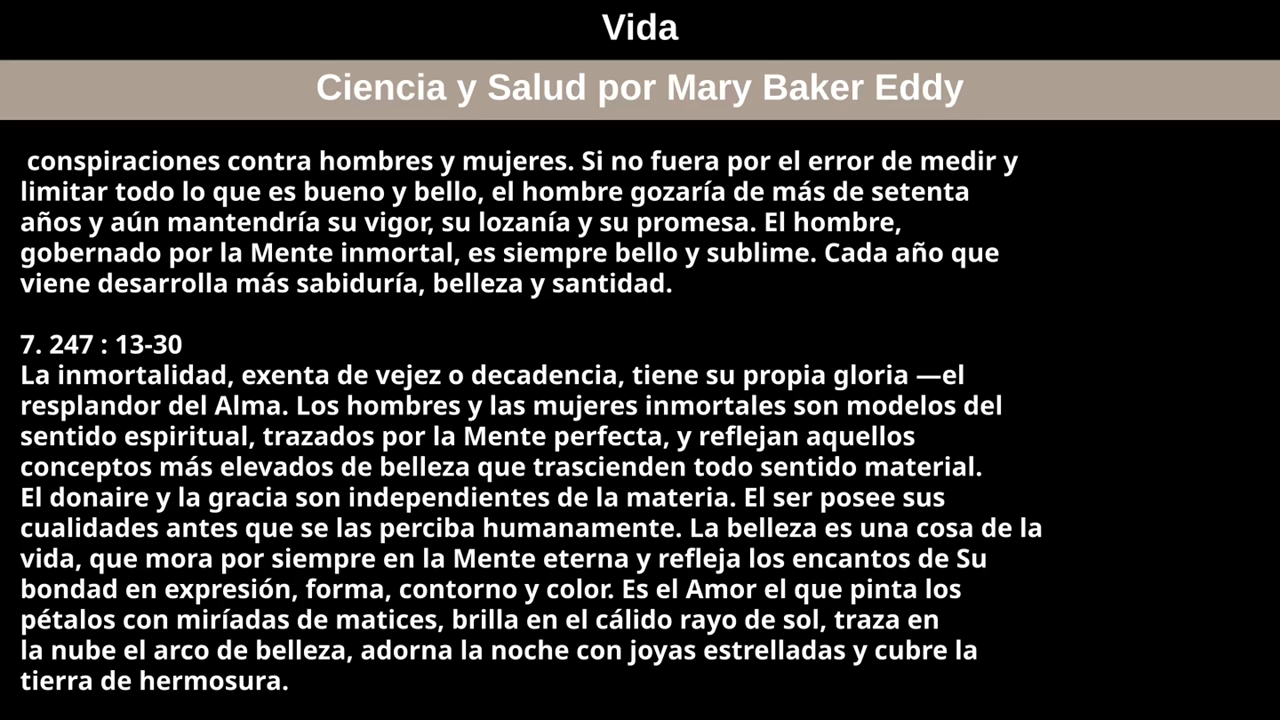 Vida
Ciencia y Salud por Mary Baker Eddy
conspiraciones contra hombres y mujeres. Si no fuera por el error de medir y
limitar todo lo que es bueno y bello, el hombre gozaría de más de setenta
años y aún mantendría su vigor, su lozanía y su promesa. El hombre,
gobernado por la Mente inmortal, es siempre bello y sublime. Cada año que
viene desarrolla más sabiduría, belleza y santidad.
7. 247 : 13-30
La inmortalidad, exenta de vejez o decadencia, tiene su propia gloria —el
resplandor del Alma. Los hombres y las mujeres inmortales son modelos del
sentido espiritual, trazados por la Mente perfecta, y reflejan aquellos
conceptos más elevados de belleza que trascienden todo sentido material.
El donaire y la gracia son independientes de la materia. El ser posee sus
cualidades antes que se las perciba humanamente. La belleza es una cosa de la
vida, que mora por siempre en la Mente eterna y refleja los encantos de Su
bondad en expresión, forma, contorno y color. Es el Amor el que pinta los
pétalos con miríadas de matices, brilla en el cálido rayo de sol, traza en
la nube el arco de belleza, adorna la noche con joyas estrelladas y cubre la
tierra de hermosura.